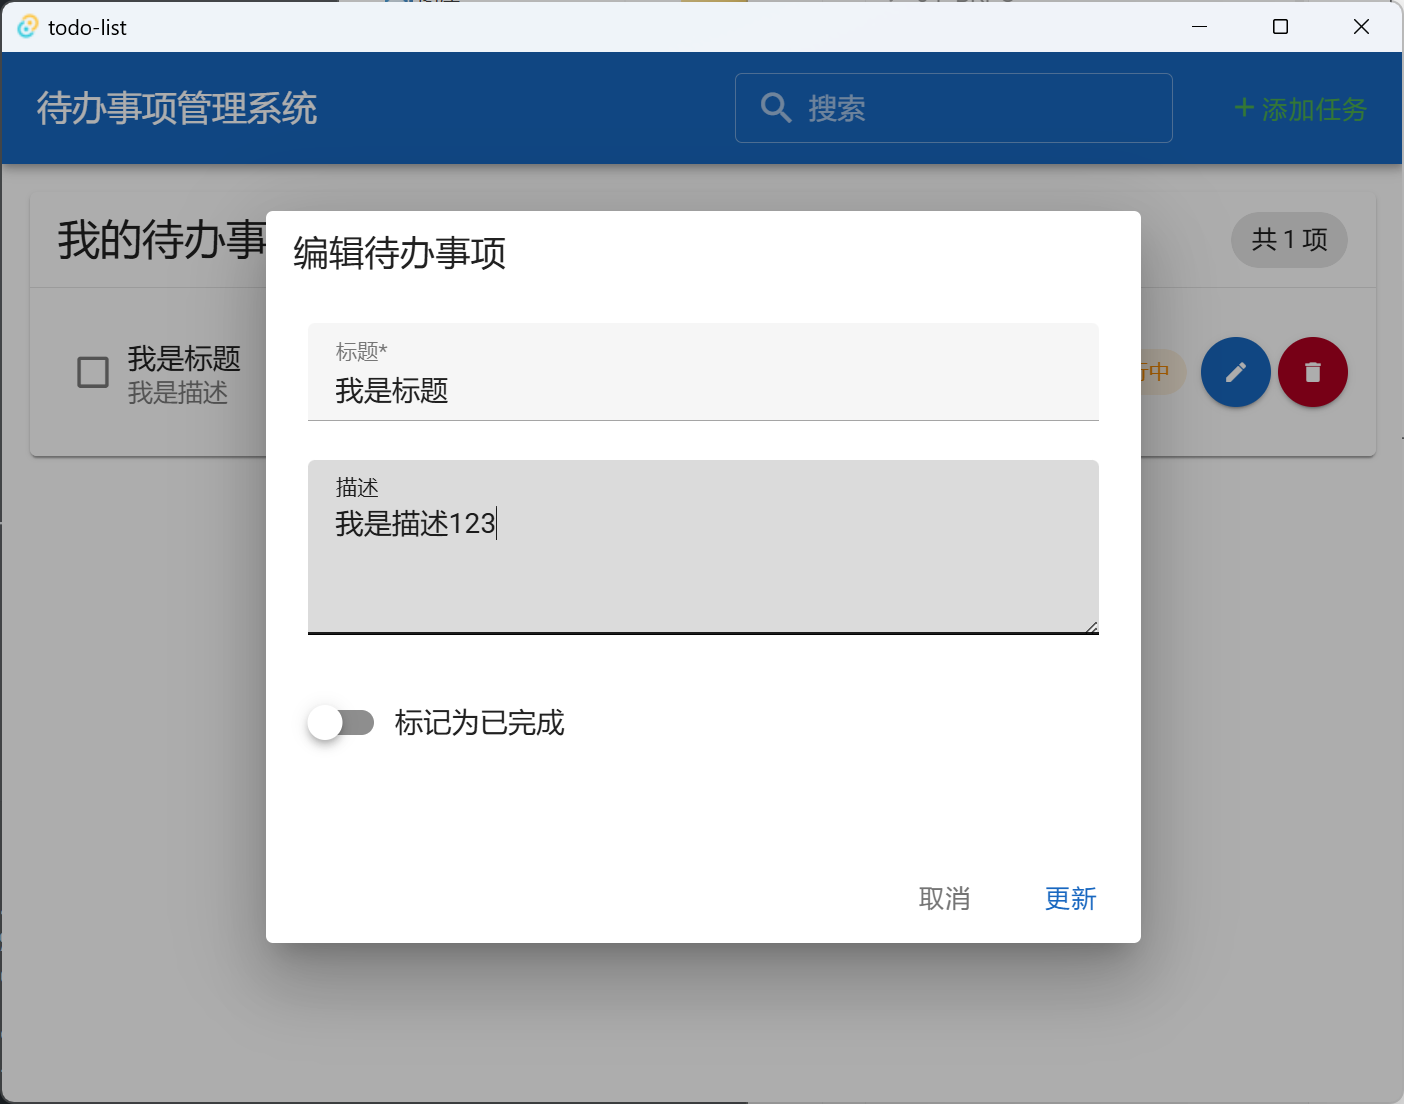 todo-list
待办事项管理系统
搜索
+ 添加任务
我的待办事
共 1 项
我是标题
我是描述
中
编辑待办事项
标题*
我是标题
描述
我是描述123
标记为已完成
取消
更新